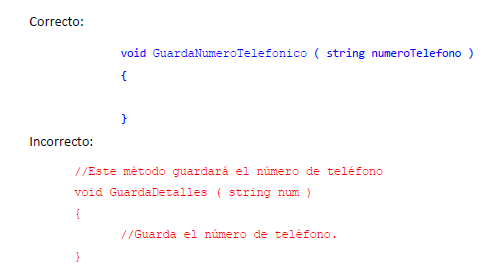 Correcto:
void GuardaNumeroTelefonico ( string numeroTelefono )
{
}
Incorrecto:
//Este método guardará el número de teléfono
void GuardaDetalles ( string num )
{
//Guarda el número de teléfono.
}